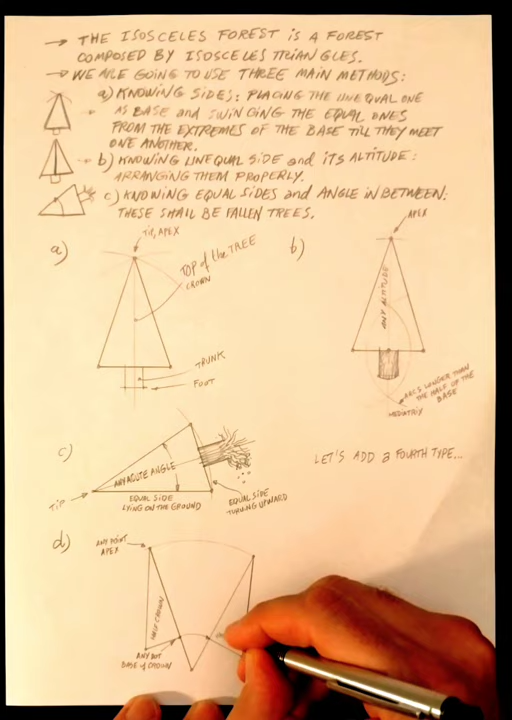 → THE ISOSCELES FOREST is a FOREST
COMPOSED BY ISOSCELES TRIANGLES.
→ WE ARE GOING TO USE THREE MAIN METHODS:
a) KNOWING SIDES: PLACING THE UNEQUAL ONE
AS BASE and SWINGING THE EQUAL ONES
FROM THE EXTREMES OF THE BASE TILL THEY MEET
ONE ANOTHER.
b) KNOWING UNEQUAL SIDE and ITS ALTITUDE:
ARRANGING THEM PROPERLY.
c) KNOWING EQUAL SIDES and ANGLE IN BETWEEN:
THESE SHALL BE FALLEN TREES.
a)
TIP, APEX
TOP of the TREE
CROWN
TRUNK
FOOT
b)
APEX
ANY ALTITUDE
ARCS LONGER THAN
THE HALF OF THE
BASE
MEDIATRIX
c)
ANY ACUTE ANGLE
TIP
EQUAL SIDE
LYING ON THE GROUND
EQUAL SIDE
TURNING UPWARD
LET'S ADD a FOURTH TYPE...
d)
ANY POINT
APEX
HALF CROWN
ANY DOT
BASE of CROWN